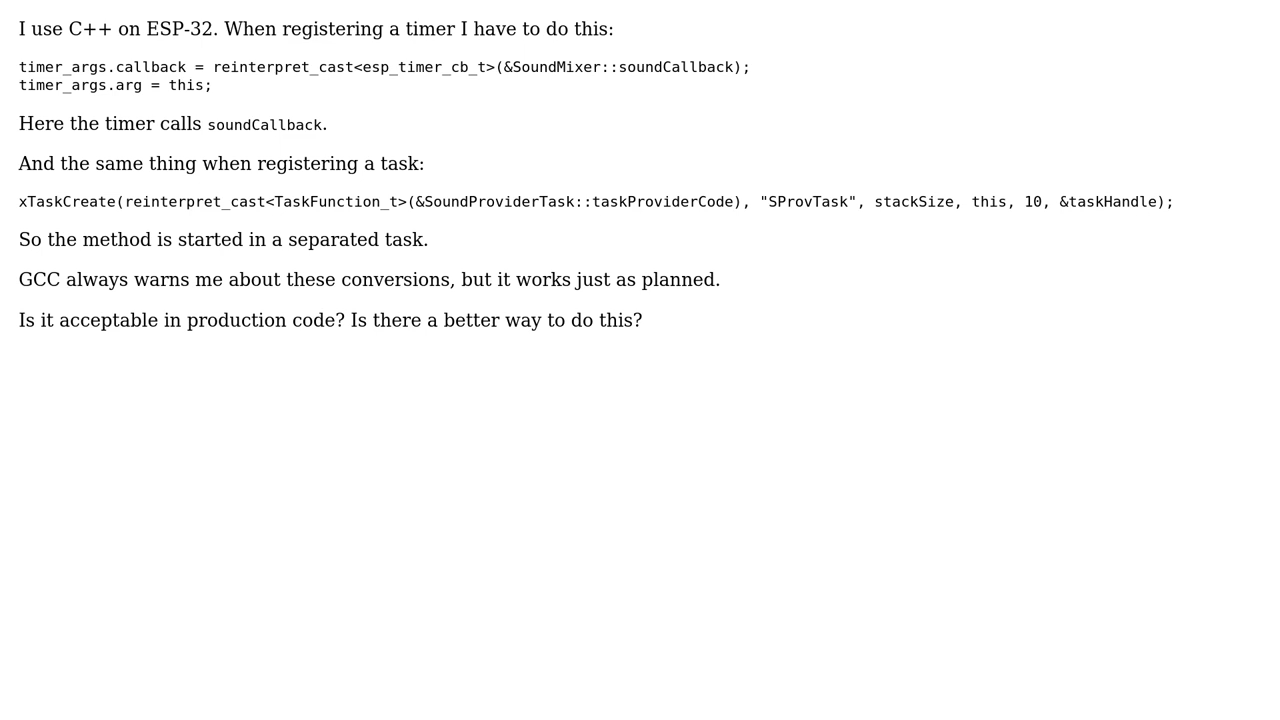 I use C++ on ESP-32. When registering a timer I have to do this:
timer_args.callback = reinterpret_cast<esp_timer_cb_t>(&SoundMixer::soundCallback);
timer_args.arg = this;
Here the timer calls soundCallback.
And the same thing when registering a task:
xTaskCreate(reinterpret_cast<TaskFunction_t>(&SoundProviderTask::taskProviderCode), "SProvTask", stackSize, this, 10, &taskHandle);
So the method is started in a separated task.
GCC always warns me about these conversions, but it works just as planned.
Is it acceptable in production code? Is there a better way to do this?